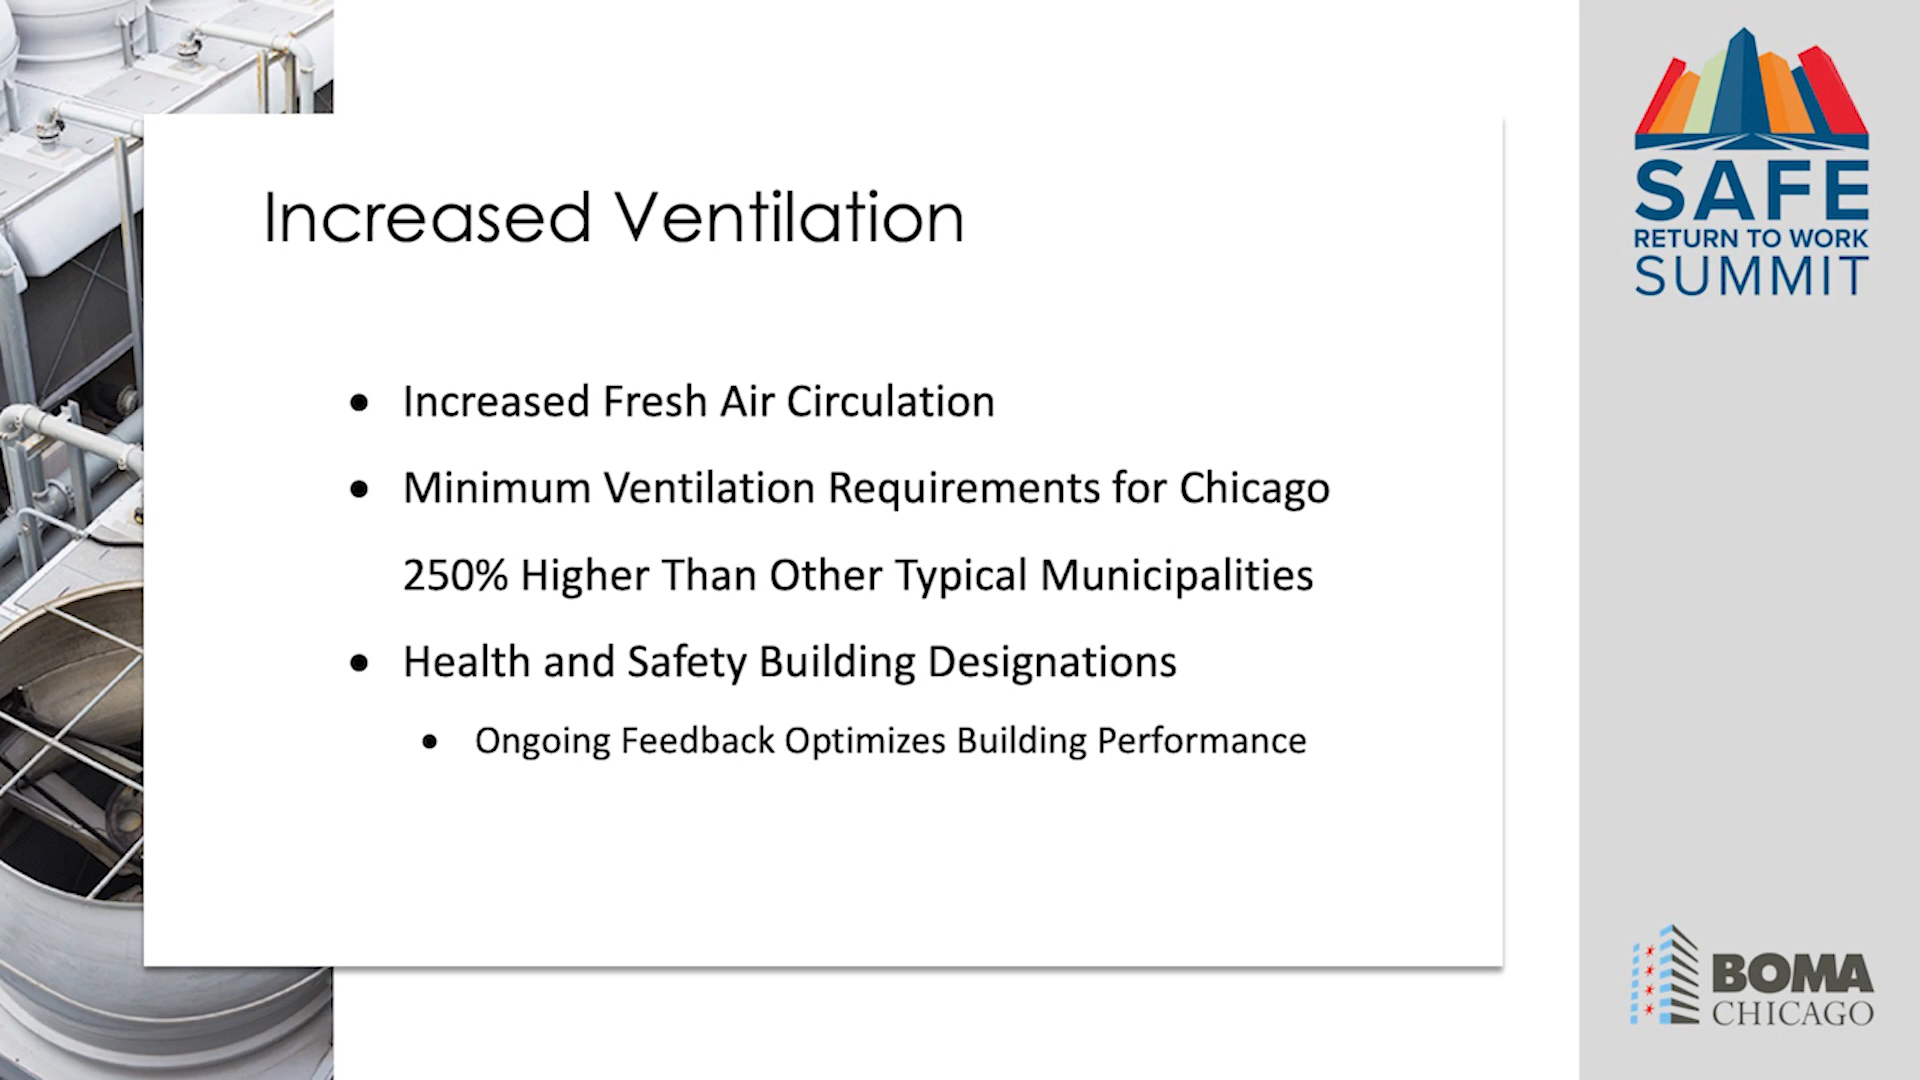 Increased Ventilation
• Increased Fresh Air Circulation
• Minimum Ventilation Requirements for Chicago
250% Higher Than Other Typical Municipalities
• Health and Safety Building Designations
• Ongoing Feedback Optimizes Building Performance
SAFE
RETURN TO WORK
SUMMIT
BOMA
CHICAGO